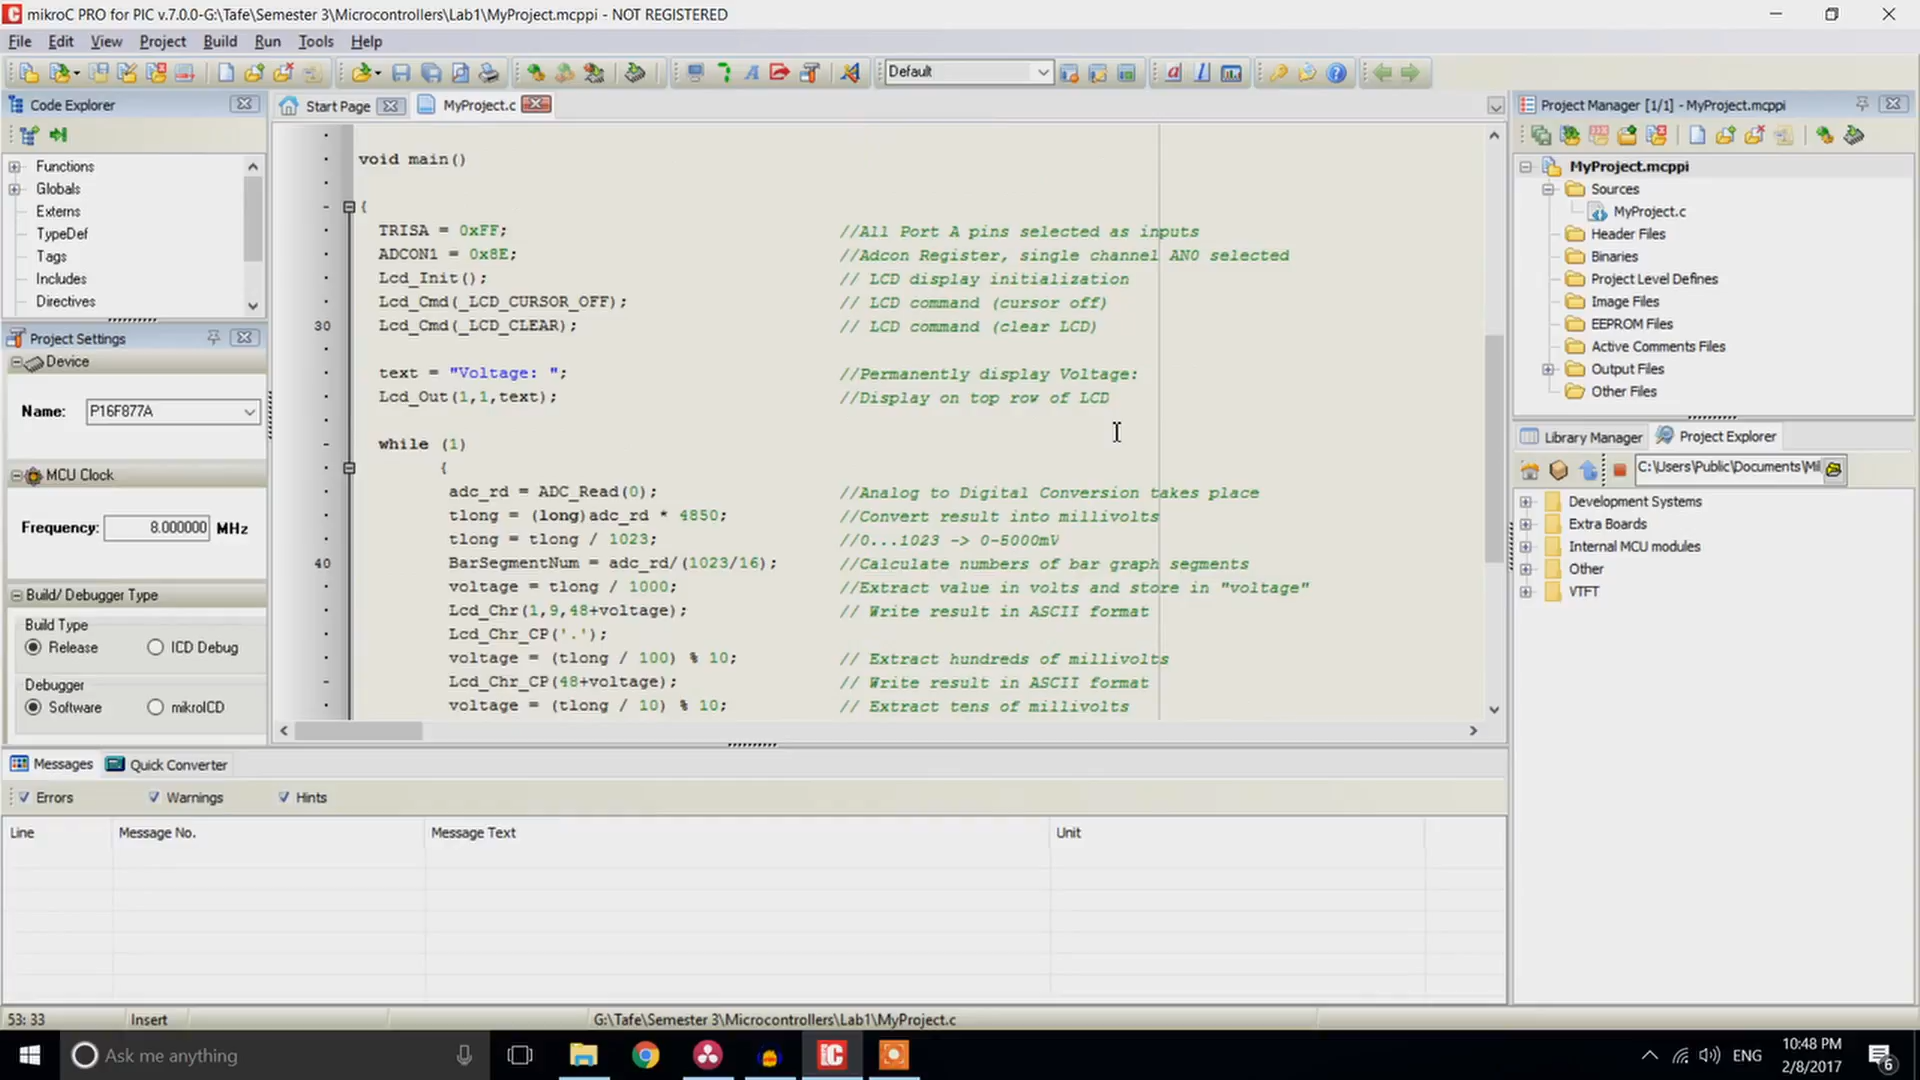 mikroC PRO for PIC v.7.0.0-G:\Tafe\Semester 3\Microcontrollers\Lab1\MyProject.mcppi - NOT REGISTERED
File Edit View Project Build Run Tools Help
Default
Code Explorer
Functions
Globals
Externs
TypeDef
Tags
Includes
Directives
Project Settings
Device
Name: P16F877A
MCU Clock
Frequency: 8.000000 MHz
Build/ Debugger Type
Build Type
Release ICD Debug
Debugger
Software mikroICD
Start Page MyProject.c
void main()
{
TRISA = 0xFF; //All Port A pins selected as inputs
ADCON1 = 0x8E; //Adcon Register, single channel AN0 selected
Lcd_Init(); // LCD display initialization
Lcd_Cmd(_LCD_CURSOR_OFF); // LCD command (cursor off)
30 Lcd_Cmd(_LCD_CLEAR); // LCD command (clear LCD)
text = "Voltage: "; //Permanently display Voltage:
Lcd_Out(1,1,text); //Display on top row of LCD
while (1)
{
adc_rd = ADC_Read(0); //Analog to Digital Conversion takes place
tlong = (long)adc_rd * 4850; //Convert result into millivolts
tlong = tlong / 1023; //0...1023 -> 0-5000mV
40 BarSegmentNum = adc_rd/(1023/16); //Calculate numbers of bar graph segments
voltage = tlong / 1000; //Extract value in volts and store in "voltage"
Lcd_Chr(1,9,48+voltage); // Write result in ASCII format
Lcd_Chr_CP('.');
voltage = (tlong / 100) % 10; // Extract hundreds of millivolts
Lcd_Chr_CP(48+voltage); // Write result in ASCII format
voltage = (tlong / 10) % 10; // Extract tens of millivolts
Project Manager [1/1] - MyProject.mcppi
MyProject.mcppi
Sources
MyProject.c
Header Files
Binaries
Project Level Defines
Image Files
EEPROM Files
Active Comments Files
Output Files
Other Files
Library Manager Project Explorer
C:\Users\Public\Documents\Mi
Development Systems
Extra Boards
Internal MCU modules
Other
VTFT
Messages Quick Converter
Errors Warnings Hints
Line Message No. Message Text Unit
53: 33 Insert G:\Tafe\Semester 3\Microcontrollers\Lab1\MyProject.c
Ask me anything
ENG
10:48 PM
2/8/2017
6